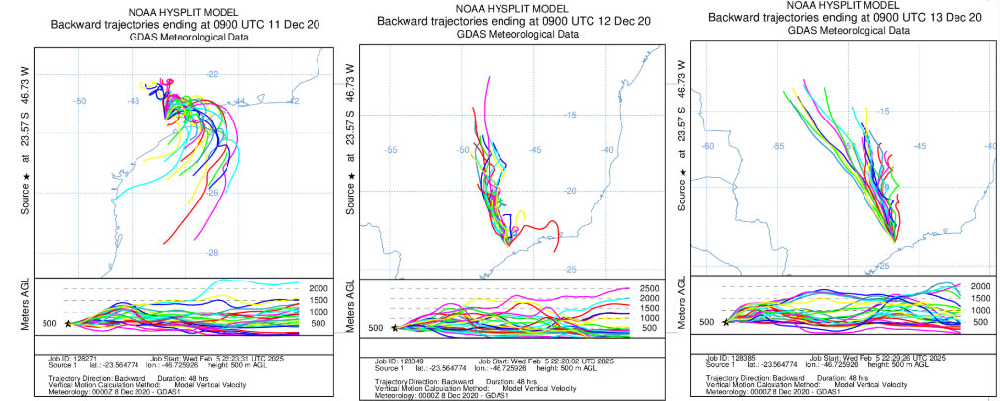 NOAA HYSPLIT MODEL
Backward trajectories ending at 0900 UTC 11 Dec 20
GDAS Meteorological Data
Source ★ at 23.57 S 46.73 W
-22
-50
-48
-44
-42
-26
-28
Meters AGL
500
2000
1500
1000
500
Job ID: 128271 Job Start: Wed Feb 5 22:23:31 UTC 2025
Source 1 lat.: -23.564774 lon.: -46.725926 height: 500 m AGL
Trajectory Direction: Backward Duration: 48 hrs
Vertical Motion Calculation Method: Model Vertical Velocity
Meteorology: 0000Z 8 Dec 2020 - GDAS1
NOAA HYSPLIT MODEL
Backward trajectories ending at 0900 UTC 12 Dec 20
GDAS Meteorological Data
Source ★ at 23.57 S 46.73 W
-15
-55
-45
-40
-20
-25
Meters AGL
500
2500
2000
1500
1000
500
Job ID: 128349 Job Start: Wed Feb 5 22:28:02 UTC 2025
Source 1 lat.: -23.564774 lon.: -46.725926 height: 500 m AGL
Trajectory Direction: Backward Duration: 48 hrs
Vertical Motion Calculation Method: Model Vertical Velocity
Meteorology: 0000Z 8 Dec 2020 - GDAS1
NOAA HYSPLIT MODEL
Backward trajectories ending at 0900 UTC 13 Dec 20
GDAS Meteorological Data
Source ★ at 23.57 S 46.73 W
-15
-60
-55
-45
-25
Meters AGL
500
2000
1500
1000
500
Job ID: 128385 Job Start: Wed Feb 5 22:29:26 UTC 2025
Source 1 lat.: -23.564774 lon.: -46.725926 height: 500 m AGL
Trajectory Direction: Backward Duration: 48 hrs
Vertical Motion Calculation Method: Model Vertical Velocity
Meteorology: 0000Z 8 Dec 2020 - GDAS1